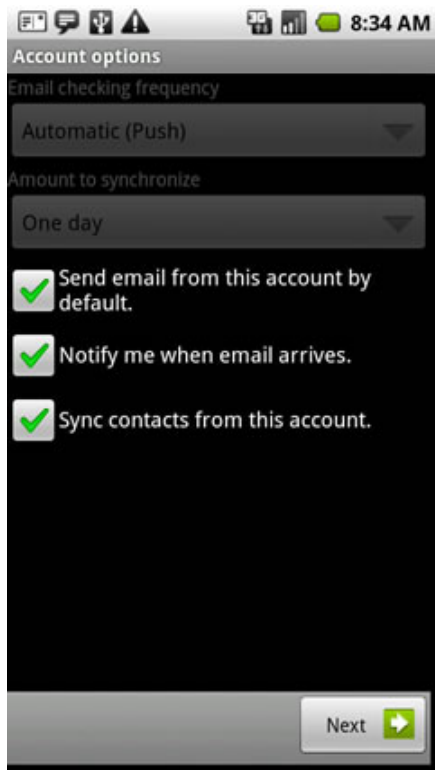 3G
8:34 AM
Account options
Email checking frequency
Automatic (Push)
Amount to synchronize
One day
Send email from this account by
default.
Notify me when email arrives.
Sync contacts from this account.
Next